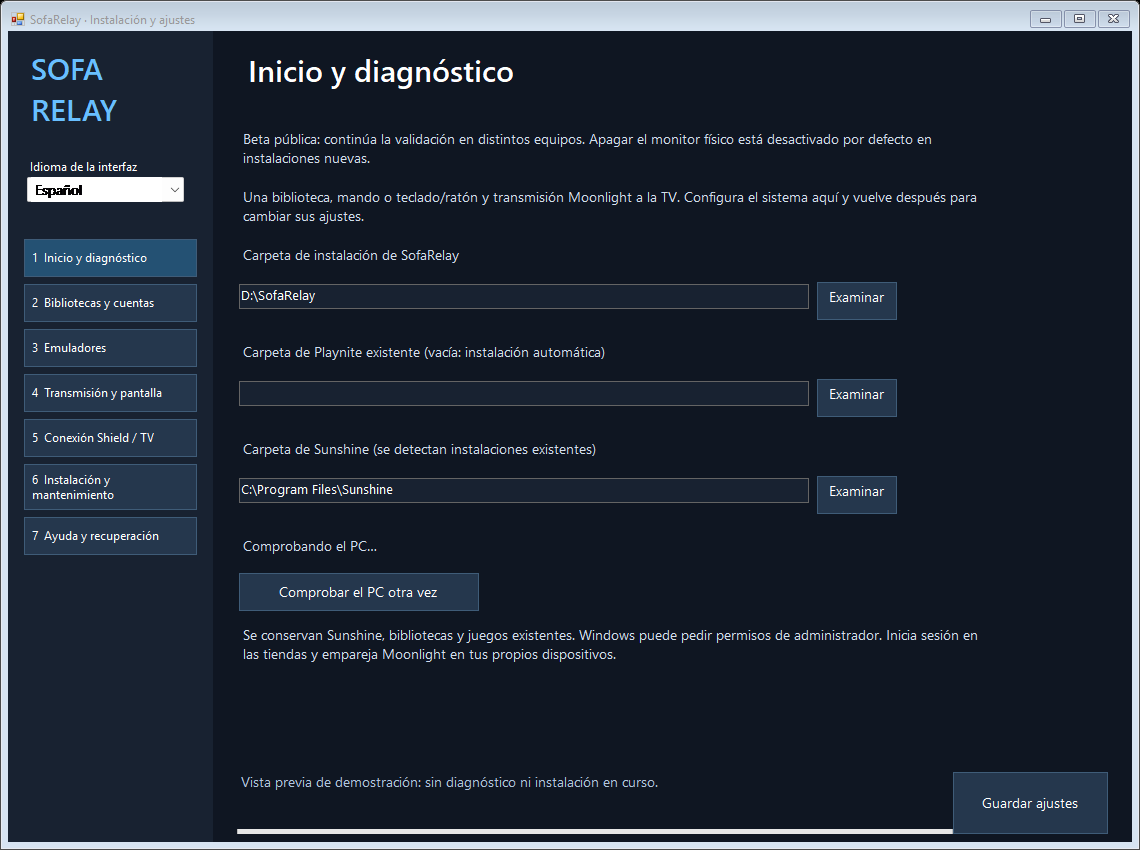 SofaRelay - Instalación y ajustes
SOFA
RELAY
Idioma de la interfaz
Español
1 Inicio y diagnóstico
2 Bibliotecas y cuentas
3 Emuladores
4 Transmisión y pantalla
5 Conexión Shield / TV
6 Instalación y
mantenimiento
7 Ayuda y recuperación
Inicio y diagnóstico
Beta pública: continúa la validación en distintos equipos. Apagar el monitor físico está desactivado por defecto en
instalaciones nuevas.
Una biblioteca, mando o teclado/ratón y transmisión Moonlight a la TV. Configura el sistema aquí y vuelve después para
cambiar sus ajustes.
Carpeta de instalación de SofaRelay
D:\SofaRelay
Examinar
Carpeta de Playnite existente (vacía: instalación automática)
Examinar
Carpeta de Sunshine (se detectan instalaciones existentes)
C:\Program Files\Sunshine
Examinar
Comprobando el PC...
Comprobar el PC otra vez
Se conservan Sunshine, bibliotecas y juegos existentes. Windows puede pedir permisos de administrador. Inicia sesión en
las tiendas y empareja Moonlight en tus propios dispositivos.
Vista previa de demostración: sin diagnóstico ni instalación en curso.
Guardar ajustes